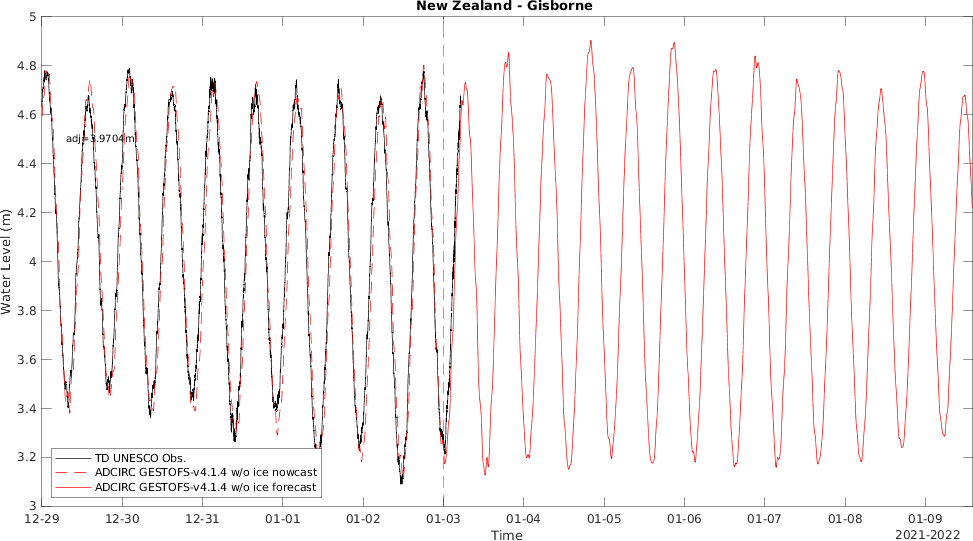 New Zealand - Gisborne
5
4.8
4.6
4.4
4.2
4
3.8
3.6
3.4
3.2
3
Water Level (m)
adj=3.9704m
TD UNESCO Obs.
ADCIRC GESTOFS-v4.1.4 w/o ice nowcast
ADCIRC GESTOFS-v4.1.4 w/o ice forecast
12-29 12-30 12-31 01-01 01-02 01-03 01-04 01-05 01-06 01-07 01-08 01-09
Time
2021-2022